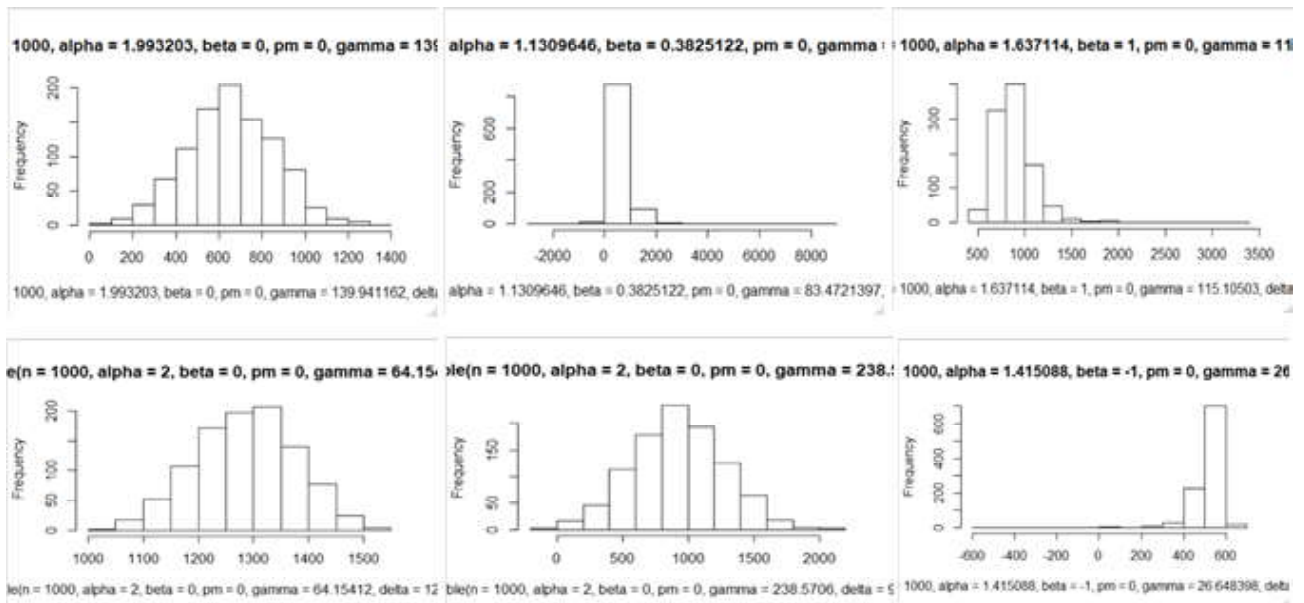 1000, alpha = 1.993203, beta = 0, pm = 0, gamma = 139
Frequency
200
100
50
0
0 200 400 600 800 1000 1200 1400
1000, alpha = 1.993203, beta = 0, pm = 0, gamma = 139.941162, delta
alpha = 1.1309646, beta = 0.3825122, pm = 0, gamma =
Frequency
600
200
0
-2000 0 2000 4000 6000 8000
alpha = 1.1309646, beta = 0.3825122, pm = 0, gamma = 83.4721397,
1000, alpha = 1.637114, beta = 1, pm = 0, gamma = 11
Frequency
300
100
0
500 1000 1500 2000 2500 3000 3500
1000, alpha = 1.637114, beta = 1, pm = 0, gamma = 115.10503, delta
e(n = 1000, alpha = 2, beta = 0, pm = 0, gamma = 64.154
Frequency
200
100
50
0
1000 1100 1200 1300 1400 1500
le(n = 1000, alpha = 2, beta = 0, pm = 0, gamma = 64.15412, delta = 12
ble(n = 1000, alpha = 2, beta = 0, pm = 0, gamma = 238.5
Frequency
150
50
0
0 500 1000 1500 2000
ble(n = 1000, alpha = 2, beta = 0, pm = 0, gamma = 238.5706, delta = 9
1000, alpha = 1.415088, beta = -1, pm = 0, gamma = 26
Frequency
600
400
200
0
-600 -400 -200 0 200 400 600
1000, alpha = 1.415088, beta = -1, pm = 0, gamma = 26.648398, delta